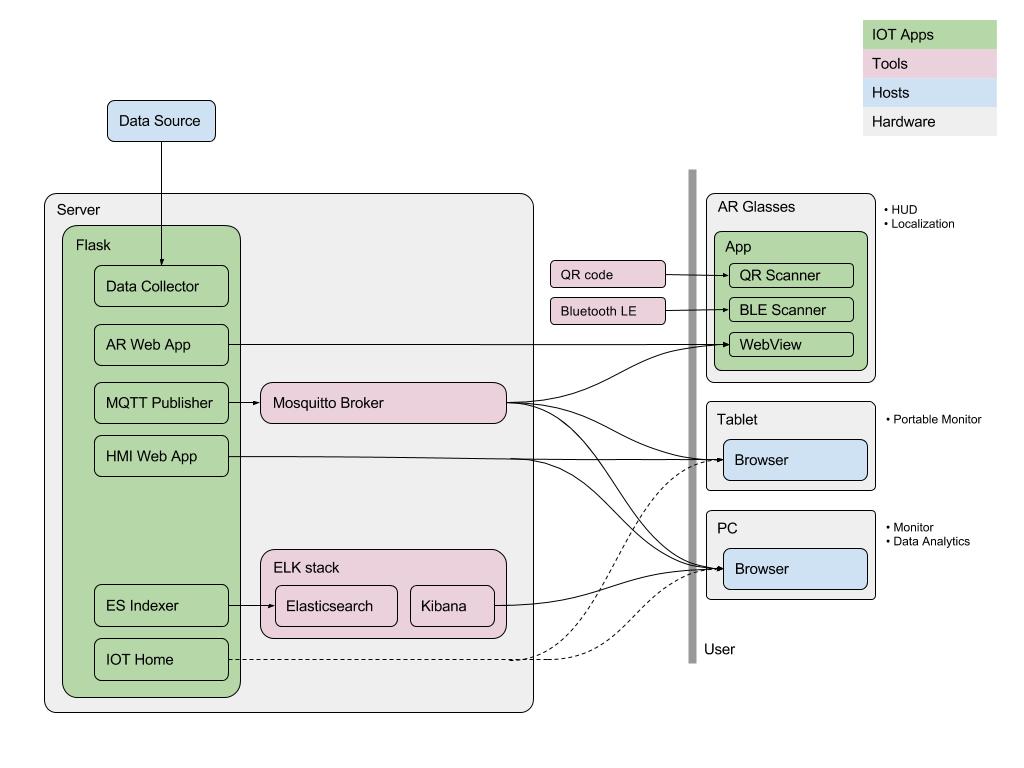 IOT Apps
Tools
Hosts
Hardware
Data Source
Server
Flask
Data Collector
AR Web App
MQTT Publisher
HMI Web App
ES Indexer
IOT Home
Mosquitto Broker
ELK stack
Elasticsearch
Kibana
QR code
Bluetooth LE
AR Glasses
App
QR Scanner
BLE Scanner
WebView
• HUD
• Localization
Tablet
Browser
• Portable Monitor
PC
Browser
• Monitor
• Data Analytics
User